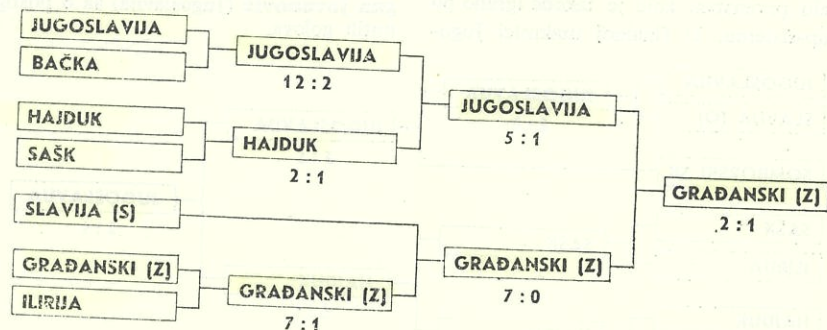 JUGOSLAVIJA
BAČKA
HAJDUK
SAŠK
SLAVIJA (S)
GRAĐANSKI (Z)
ILIRIJA
JUGOSLAVIJA
12 : 2
HAJDUK
2 : 1
GRAĐANSKI (Z)
7 : 1
JUGOSLAVIJA
5 : 1
GRAĐANSKI (Z)
7 : 0
GRAĐANSKI (Z)
2 : 1